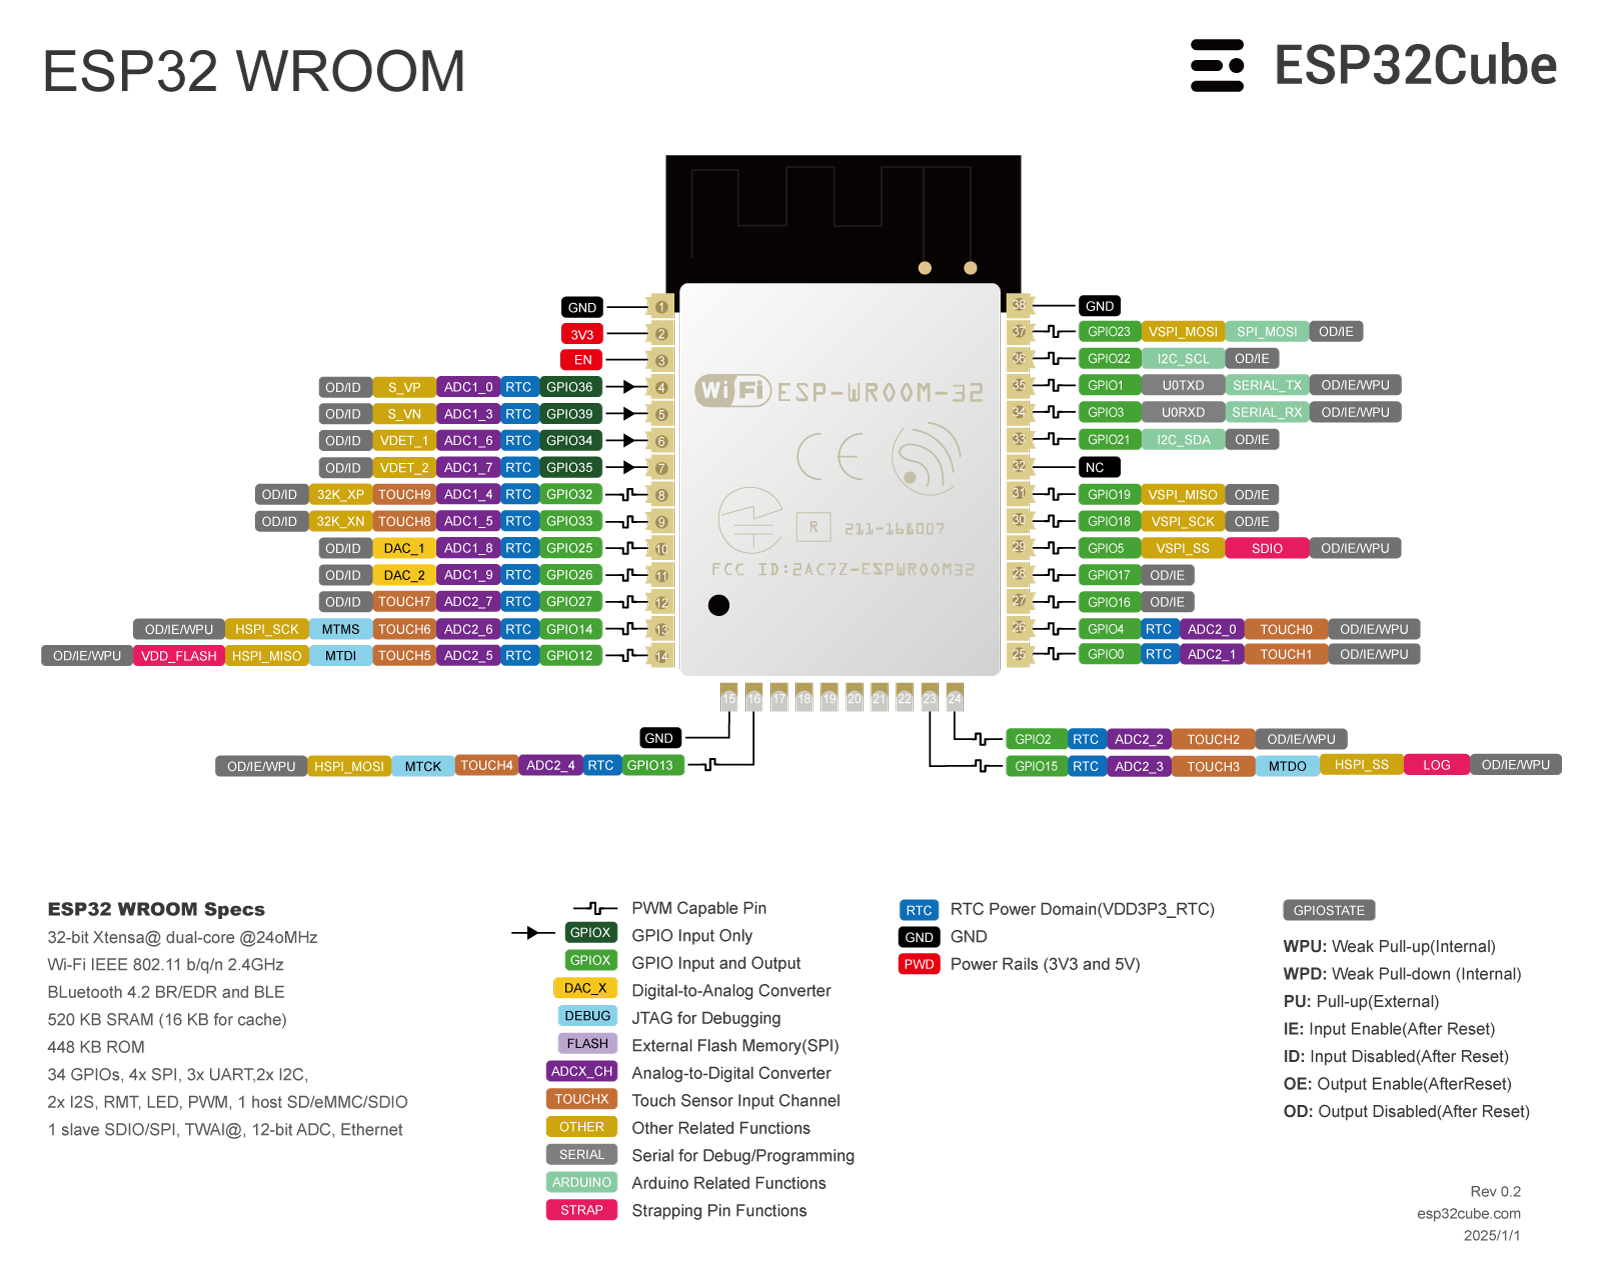 ESP32 WROOM
ESP32Cube
GND 1
3V3 2
EN 3
OD/ID S_VP ADC1_0 RTC GPIO36 4
OD/ID S_VN ADC1_3 RTC GPIO39 5
OD/ID VDET_1 ADC1_6 RTC GPIO34 6
OD/ID VDET_2 ADC1_7 RTC GPIO35 7
OD/ID 32K_XP TOUCH9 ADC1_4 RTC GPIO32 8
OD/ID 32K_XN TOUCH8 ADC1_5 RTC GPIO33 9
OD/ID DAC_1 ADC1_8 RTC GPIO25 10
OD/ID DAC_2 ADC1_9 RTC GPIO26 11
OD/ID TOUCH7 ADC2_7 RTC GPIO27 12
OD/IE/WPU HSPI_SCK MTMS TOUCH6 ADC2_6 RTC GPIO14 13
OD/IE/WPU VDD_FLASH HSPI_MISO MTDI TOUCH5 ADC2_5 RTC GPIO12 14
WiFi ESP-WROOM-32
CE
R 211-161007
FCC ID:2AC7Z-ESPWROOM32
38 GND
37 GPIO23 VSPI_MOSI SPI_MOSI OD/IE
36 GPIO22 I2C_SCL OD/IE
35 GPIO1 U0TXD SERIAL_TX OD/IE/WPU
34 GPIO3 U0RXD SERIAL_RX OD/IE/WPU
33 GPIO21 I2C_SDA OD/IE
32 NC
31 GPIO19 VSPI_MISO OD/IE
30 GPIO18 VSPI_SCK OD/IE
29 GPIO5 VSPI_SS SDIO OD/IE/WPU
28 GPIO17 OD/IE
27 GPIO16 OD/IE
26 GPIO4 RTC ADC2_0 TOUCH0 OD/IE/WPU
25 GPIO0 RTC ADC2_1 TOUCH1 OD/IE/WPU
15 16 17 18 19 20 21 22 23 24
GND
OD/IE/WPU HSPI_MOSI MTCK TOUCH4 ADC2_4 RTC GPIO13
GPIO2 RTC ADC2_2 TOUCH2 OD/IE/WPU
GPIO15 RTC ADC2_3 TOUCH3 MTDO HSPI_SS LOG OD/IE/WPU
ESP32 WROOM Specs
32-bit Xtensa@ dual-core @24oMHz
Wi-Fi IEEE 802.11 b/q/n 2.4GHz
BLuetooth 4.2 BR/EDR and BLE
520 KB SRAM (16 KB for cache)
448 KB ROM
34 GPIOs, 4x SPI, 3x UART,2x I2C,
2x I2S, RMT, LED, PWM, 1 host SD/eMMC/SDIO
1 slave SDIO/SPI, TWAI@, 12-bit ADC, Ethernet
PWM Capable Pin
GPIOX GPIO Input Only
GPIOX GPIO Input and Output
DAC_X Digital-to-Analog Converter
DEBUG JTAG for Debugging
FLASH External Flash Memory(SPI)
ADCX_CH Analog-to-Digital Converter
TOUCHX Touch Sensor Input Channel
OTHER Other Related Functions
SERIAL Serial for Debug/Programming
ARDUINO Arduino Related Functions
STRAP Strapping Pin Functions
RTC RTC Power Domain(VDD3P3_RTC)
GND GND
PWD Power Rails (3V3 and 5V)
GPIOSTATE
WPU: Weak Pull-up(Internal)
WPD: Weak Pull-down (Internal)
PU: Pull-up(External)
IE: Input Enable(After Reset)
ID: Input Disabled(After Reset)
OE: Output Enable(AfterReset)
OD: Output Disabled(After Reset)
Rev 0.2
esp32cube.com
2025/1/1